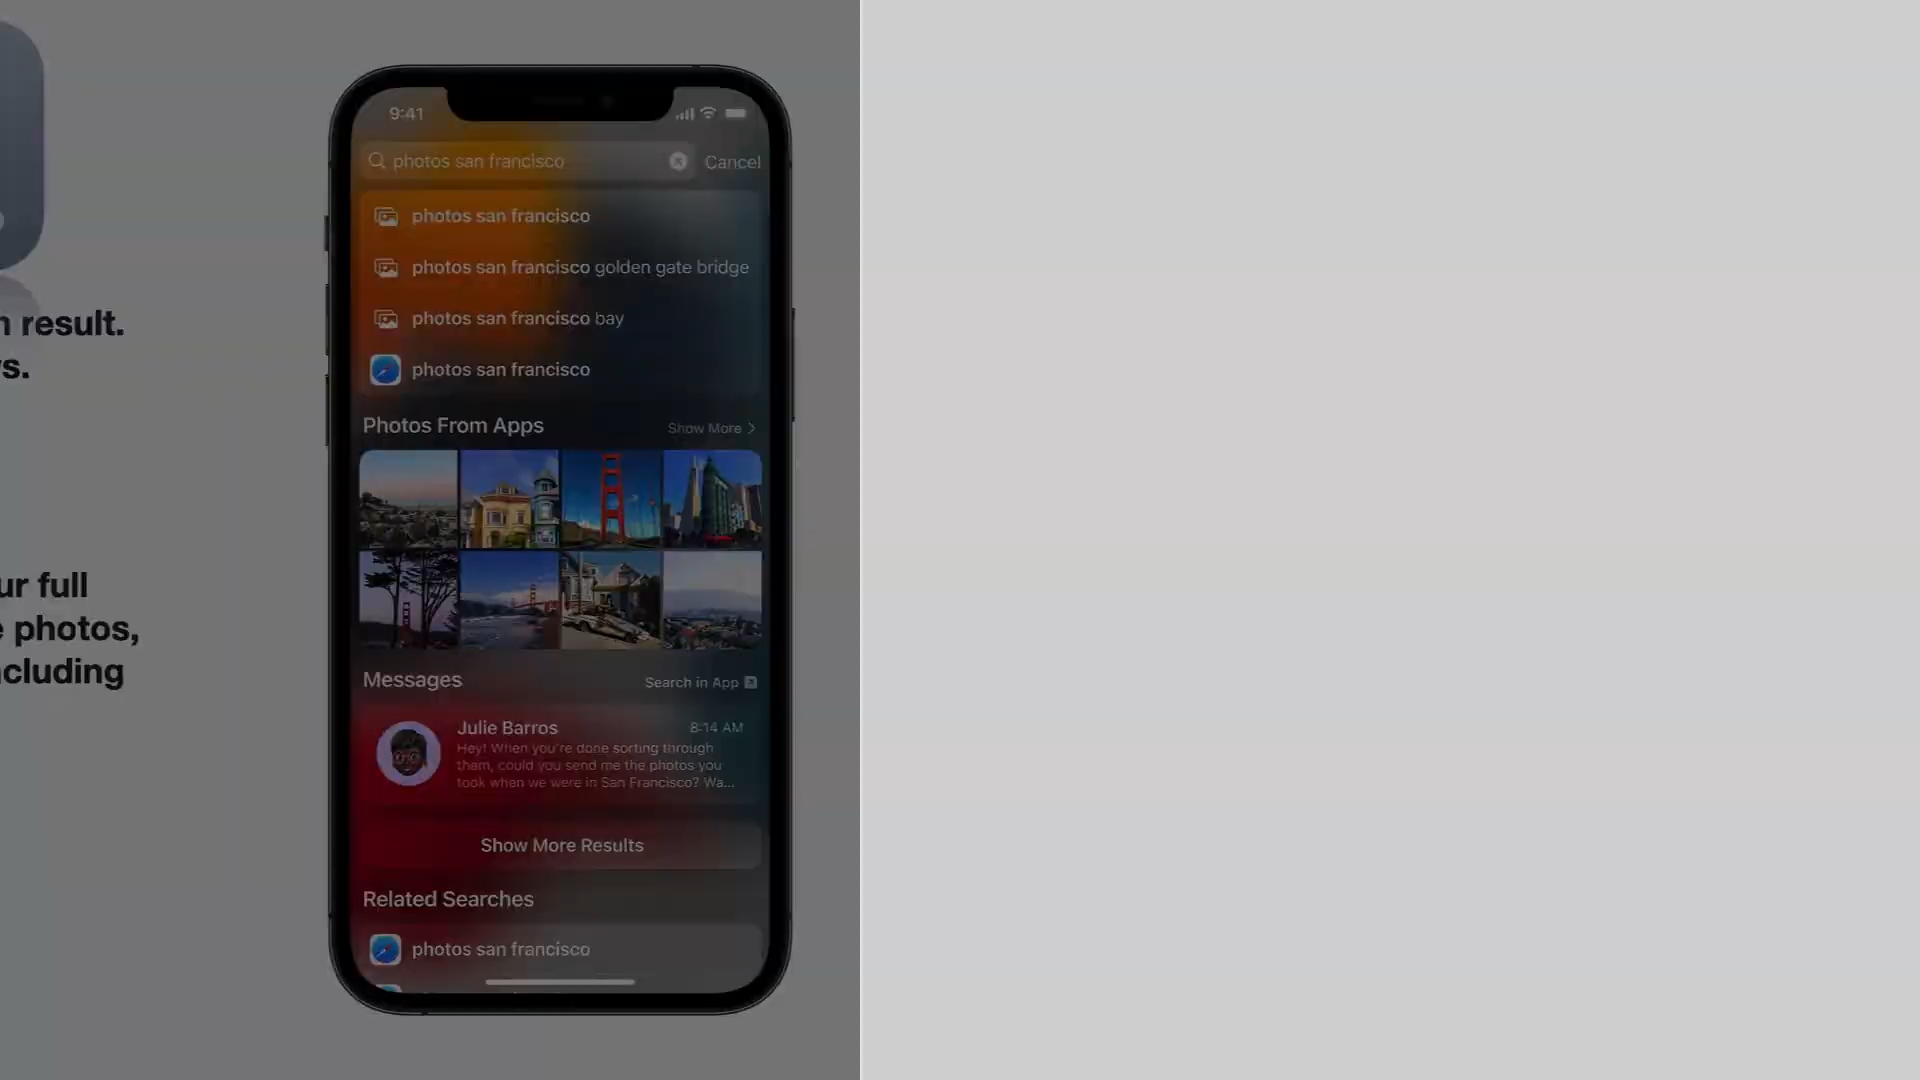 n result.
s.
ur full
photos,
ncluding
9:41
photos san francisco
Cancel
photos san francisco
photos san francisco golden gate bridge
photos san francisco bay
photos san francisco
Photos From Apps
Show More
Messages
Search in App
Julie Barros
8:14 AM
Hey! When you're done sorting through
them, could you send me the photos you
took when we were in San Francisco? Wa...
Show More Results
Related Searches
photos san francisco